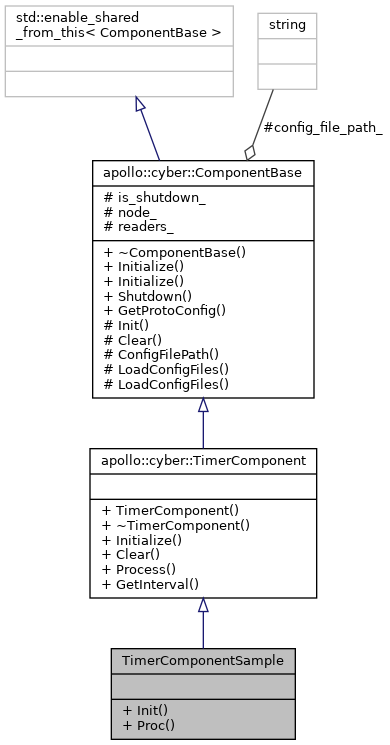 std::enable_shared
_from_this< ComponentBase >
string
#config_file_path_
apollo::cyber::ComponentBase
# is_shutdown_
# node_
# readers_
+ ~ComponentBase()
+ Initialize()
+ Initialize()
+ Shutdown()
+ GetProtoConfig()
# Init()
# Clear()
# ConfigFilePath()
# LoadConfigFiles()
# LoadConfigFiles()
apollo::cyber::TimerComponent
+ TimerComponent()
+ ~TimerComponent()
+ Initialize()
+ Clear()
+ Process()
+ GetInterval()
TimerComponentSample
+ Init()
+ Proc()